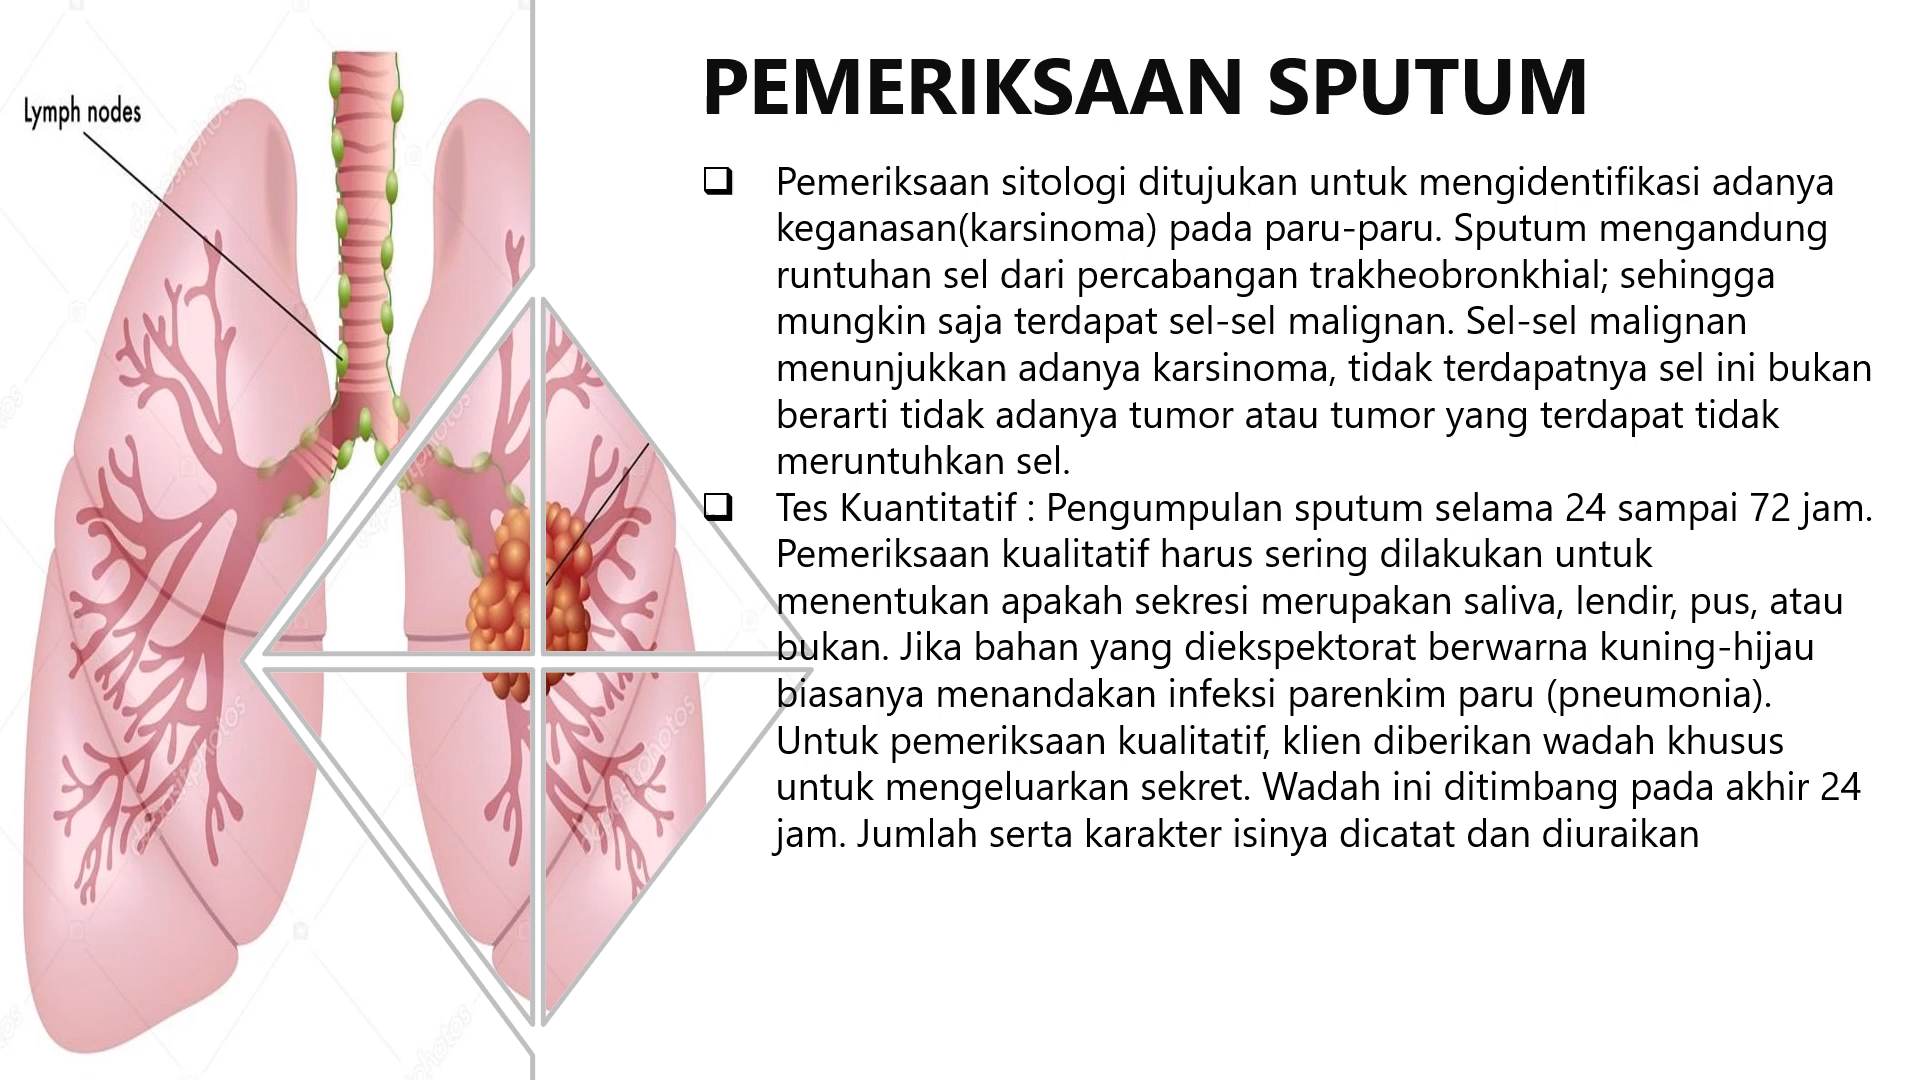 Lymph nodes
PEMERIKSAAN SPUTUM
❑ Pemeriksaan sitologi ditujukan untuk mengidentifikasi adanya
keganasan(karsinoma) pada paru-paru. Sputum mengandung
runtuhan sel dari percabangan trakheobronkhial; sehingga
mungkin saja terdapat sel-sel malignan. Sel-sel malignan
menunjukkan adanya karsinoma, tidak terdapatnya sel ini bukan
berarti tidak adanya tumor atau tumor yang terdapat tidak
meruntuhkan sel.
❑ Tes Kuantitatif : Pengumpulan sputum selama 24 sampai 72 jam.
Pemeriksaan kualitatif harus sering dilakukan untuk
menentukan apakah sekresi merupakan saliva, lendir, pus, atau
bukan. Jika bahan yang diekspektorat berwarna kuning-hijau
biasanya menandakan infeksi parenkim paru (pneumonia).
Untuk pemeriksaan kualitatif, klien diberikan wadah khusus
untuk mengeluarkan sekret. Wadah ini ditimbang pada akhir 24
jam. Jumlah serta karakter isinya dicatat dan diuraikan
depositphotos
depositphotos
depositphotos